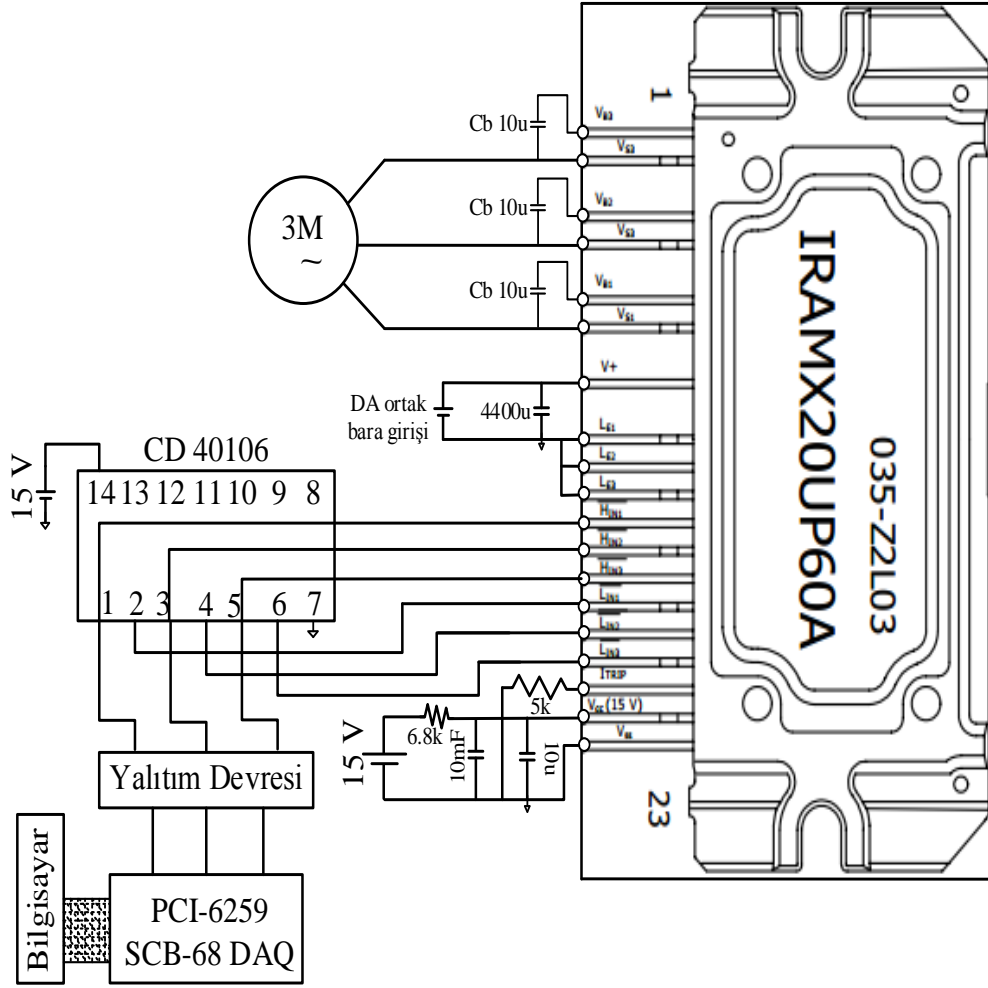 1
V_B3
Cb 10u
V_S3
V_B2
Cb 10u
V_S2
3M
~
V_B1
Cb 10u
V_S1
IRAMX20UP60A
035-Z2L03
V+
DA ortak
bara girişi
4400u
L_E1
L_E2
L_E3
CD 40106
15 V
14 13 12 11 10 9 8
1 2 3 4 5 6 7
H_IN1
H_IN2
H_IN3
L_IN1
L_IN2
L_IN3
I_TRIP
5k
V_CC (15 V)
6.8k
15 V
10mF
10u
23
Yalıtım Devresi
Bilgisayar
PCI-6259
SCB-68 DAQ